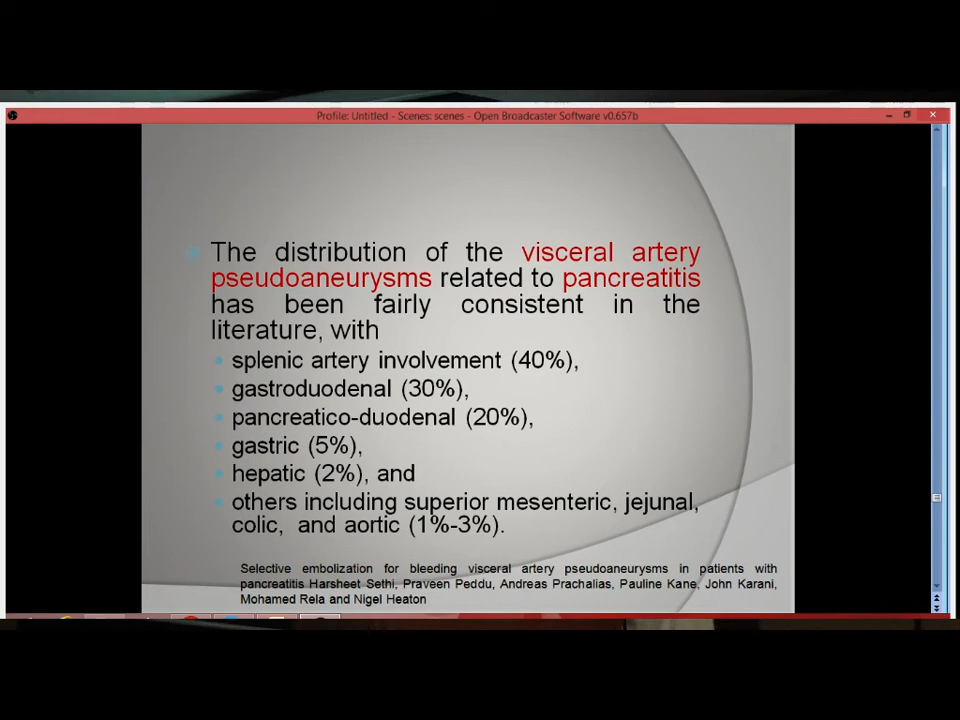 Profile: Untitled - Scenes: scenes - Open Broadcaster Software v0.657b
The distribution of the visceral artery
pseudoaneurysms related to pancreatitis
has been fairly consistent in the
literature, with
splenic artery involvement (40%),
gastroduodenal (30%),
pancreatico-duodenal (20%),
gastric (5%),
hepatic (2%), and
others including superior mesenteric, jejunal,
colic, and aortic (1%-3%).
Selective embolization for bleeding visceral artery pseudoaneurysms in patients with
pancreatitis Harsheet Sethi, Praveen Peddu, Andreas Prachalias, Pauline Kane, John Karani,
Mohamed Rela and Nigel Heaton